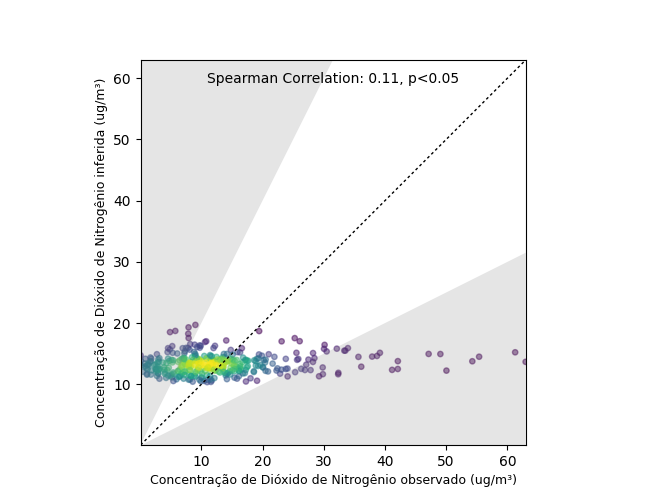 Spearman Correlation: 0.11, p<0.05
Concentração de Dióxido de Nitrogênio inferida (ug/m³)
60
50
40
30
20
10
10 20 30 40 50 60
Concentração de Dióxido de Nitrogênio observado (ug/m³)